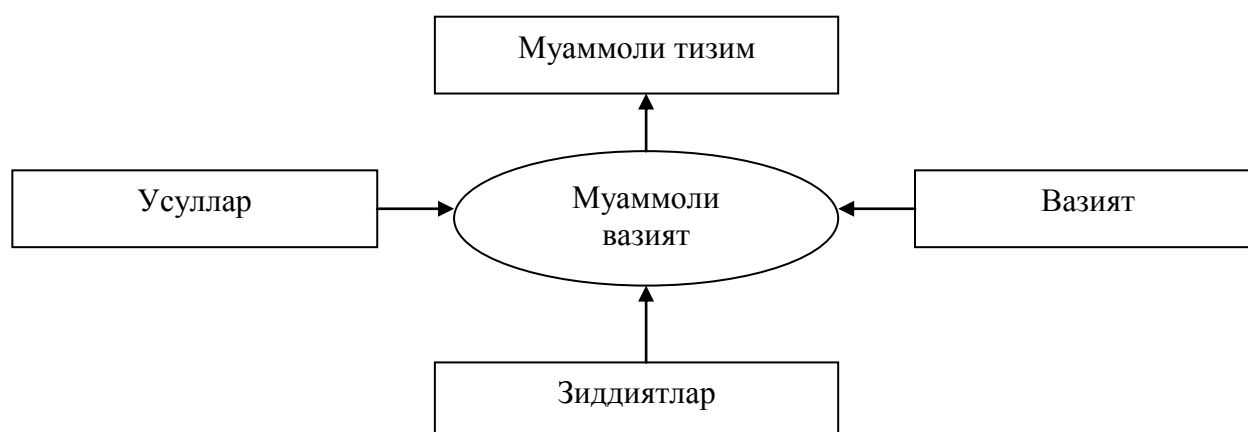 Муаммоли тизим
Усуллар
Муаммоли
вазият
Вазият
Зиддиятлар